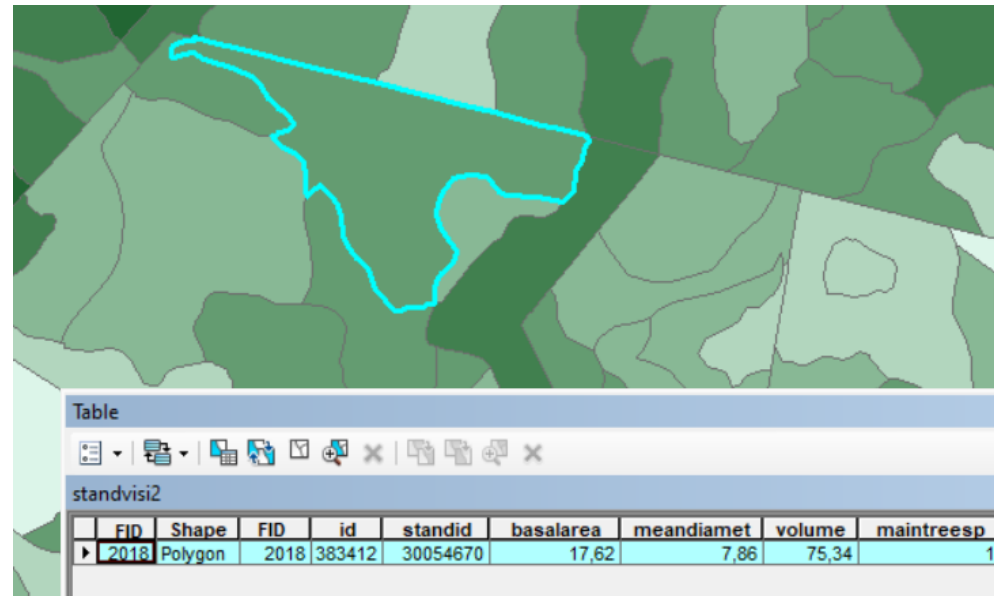 Table
standvisi2
FID Shape FID id standid basalarea meandiamet volume maintreesp
2018 Polygon 2018 383412 30054670 17,62 7,86 75,34 1